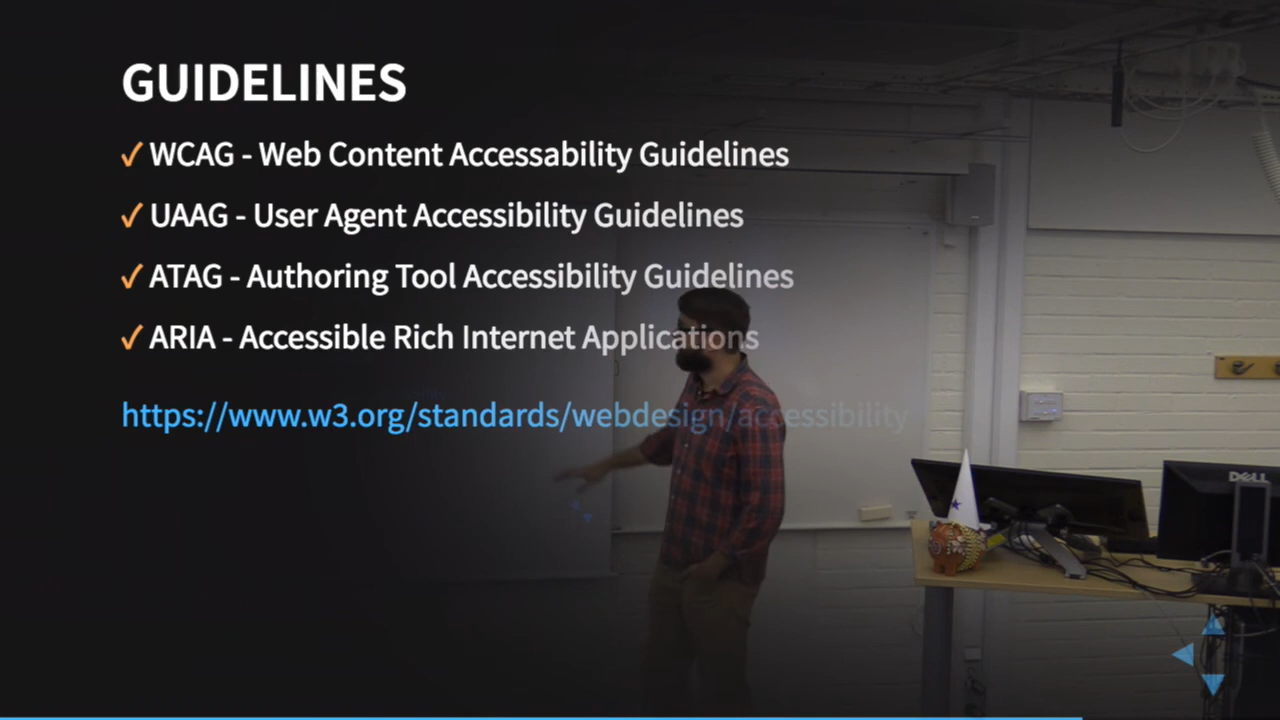 GUIDELINES
✓ WCAG - Web Content Accessability Guidelines
✓ UAAG - User Agent Accessibility Guidelines
✓ ATAG - Authoring Tool Accessibility Guidelines
✓ ARIA - Accessible Rich Internet Applications
https://www.w3.org/standards/webdesign/accessibility
DELL